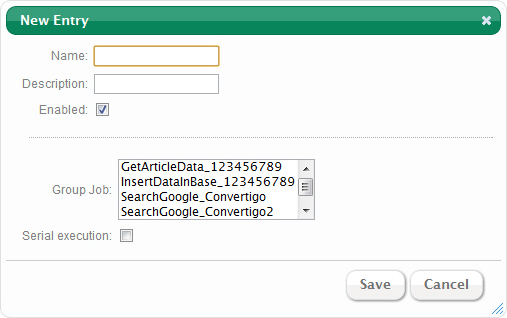 New Entry
Name:
Description:
Enabled:
Group Job:
GetArticleData_123456789
InsertDataInBase_123456789
SearchGoogle_Convertigo
SearchGoogle_Convertigo2
Serial execution:
Save Cancel